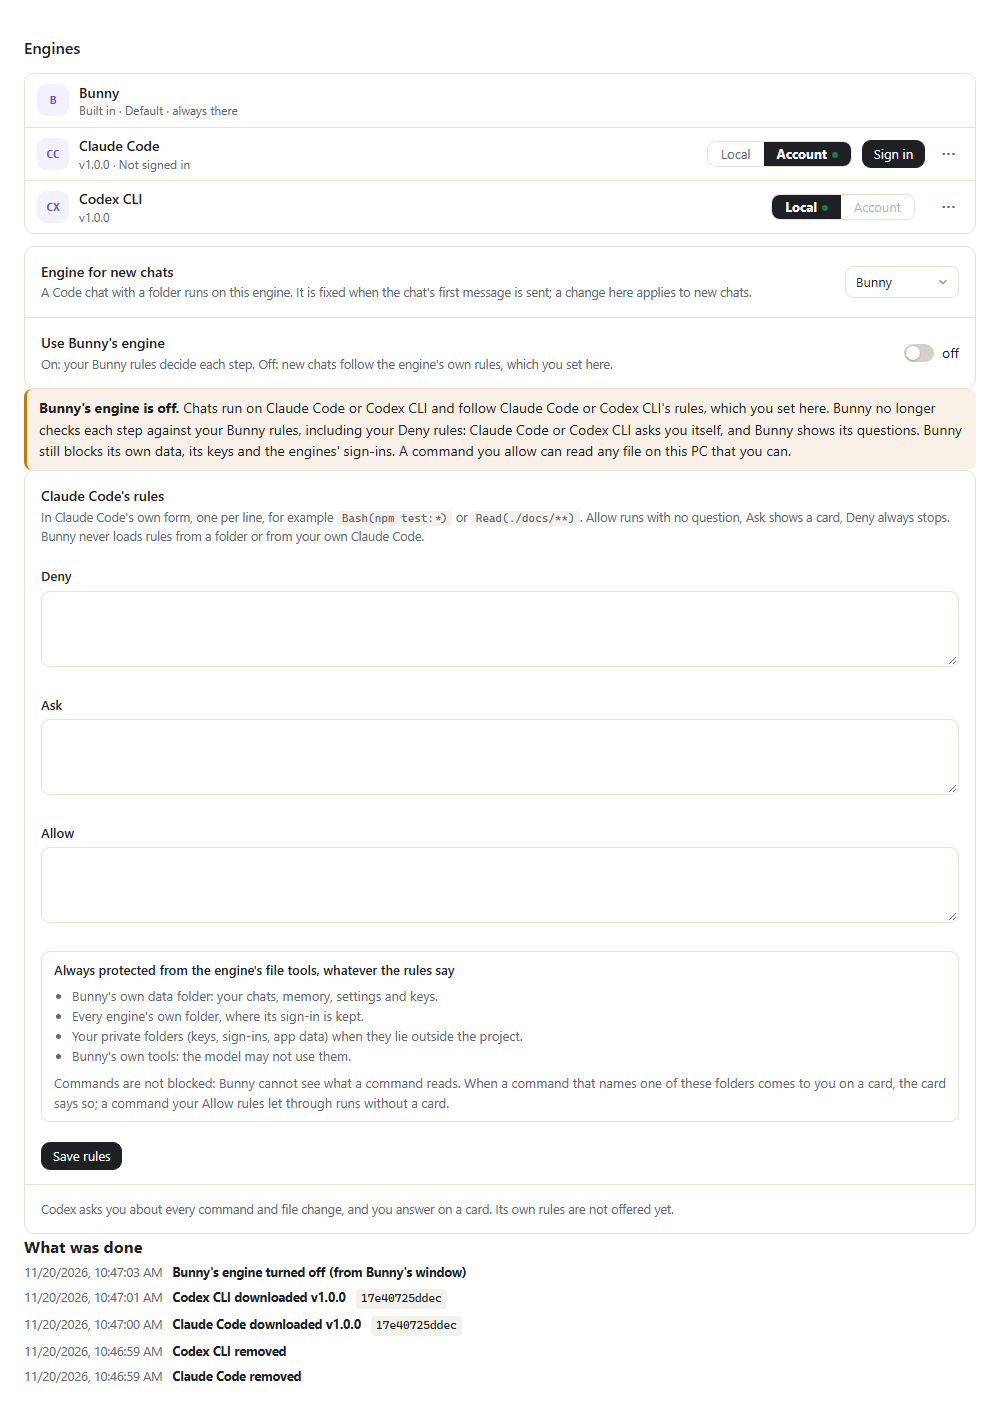 Engines
B
Bunny
Built in · Default · always there
CC
Claude Code
v1.0.0 · Not signed in
Local
Account
Sign in
CX
Codex CLI
v1.0.0
Local
Account
Engine for new chats
A Code chat with a folder runs on this engine. It is fixed when the chat's first message is sent; a change here applies to new chats.
Bunny
Use Bunny's engine
On: your Bunny rules decide each step. Off: new chats follow the engine's own rules, which you set here.
off
Bunny's engine is off. Chats run on Claude Code or Codex CLI and follow Claude Code or Codex CLI's rules, which you set here. Bunny no longer
checks each step against your Bunny rules, including your Deny rules: Claude Code or Codex CLI asks you itself, and Bunny shows its questions. Bunny
still blocks its own data, its keys and the engines' sign-ins. A command you allow can read any file on this PC that you can.
Claude Code's rules
In Claude Code's own form, one per line, for example Bash(npm test:*) or Read(./docs/**). Allow runs with no question, Ask shows a card, Deny always stops.
Bunny never loads rules from a folder or from your own Claude Code.
Deny
Ask
Allow
Always protected from the engine's file tools, whatever the rules say
• Bunny's own data folder: your chats, memory, settings and keys.
• Every engine's own folder, where its sign-in is kept.
• Your private folders (keys, sign-ins, app data) when they lie outside the project.
• Bunny's own tools: the model may not use them.
Commands are not blocked: Bunny cannot see what a command reads. When a command that names one of these folders comes to you on a card, the card
says so; a command your Allow rules let through runs without a card.
Save rules
Codex asks you about every command and file change, and you answer on a card. Its own rules are not offered yet.
What was done
11/20/2026, 10:47:03 AM Bunny's engine turned off (from Bunny's window)
11/20/2026, 10:47:01 AM Codex CLI downloaded v1.0.0 17e40725ddec
11/20/2026, 10:47:00 AM Claude Code downloaded v1.0.0 17e40725ddec
11/20/2026, 10:46:59 AM Codex CLI removed
11/20/2026, 10:46:59 AM Claude Code removed